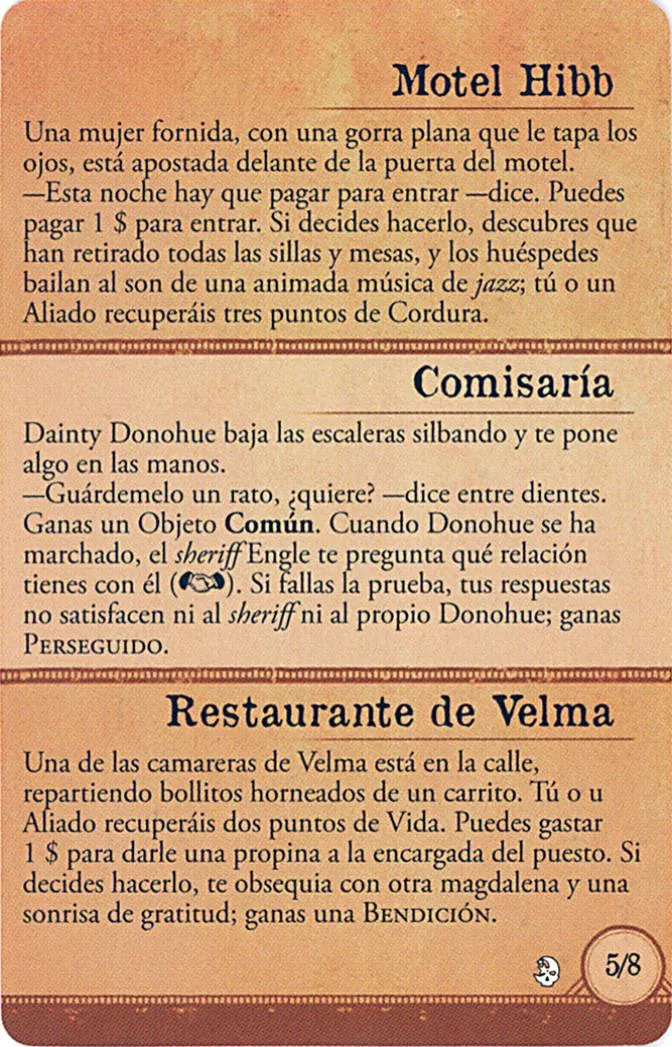 Motel Hibb
Una mujer fornida, con una gorra plana que le tapa los
ojos, está apostada delante de la puerta del motel.
—Esta noche hay que pagar para entrar —dice. Puedes
pagar 1 $ para entrar. Si decides hacerlo, descubres que
han retirado todas las sillas y mesas, y los huéspedes
bailan al son de una animada música de jazz; tú o un
Aliado recuperáis tres puntos de Cordura.
Comisaría
Dainty Donohue baja las escaleras silbando y te pone
algo en las manos.
—Guárdemelo un rato, ¿quiere? —dice entre dientes.
Ganas un Objeto Común. Cuando Donohue se ha
marchado, el sheriff Engle te pregunta qué relación
tienes con él (). Si fallas la prueba, tus respuestas
no satisfacen ni al sheriff ni al propio Donohue; ganas
PERSEGUIDO.
Restaurante de Velma
Una de las camareras de Velma está en la calle,
repartiendo bollitos horneados de un carrito. Tú o u
Aliado recuperáis dos puntos de Vida. Puedes gastar
1 $ para darle una propina a la encargada del puesto. Si
decides hacerlo, te obsequia con otra magdalena y una
sonrisa de gratitud; ganas una BENDICIÓN.
5/8